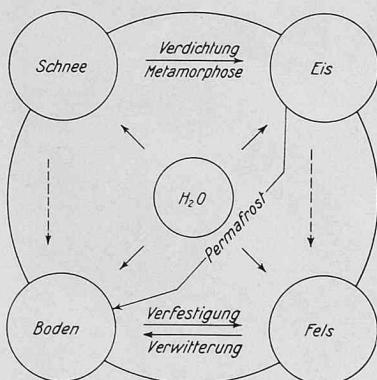 Schnee
Verdichtung
Metamorphose
Eis
H₂O
Permafrost
Boden
Verfestigung
Verwitterung
Fels